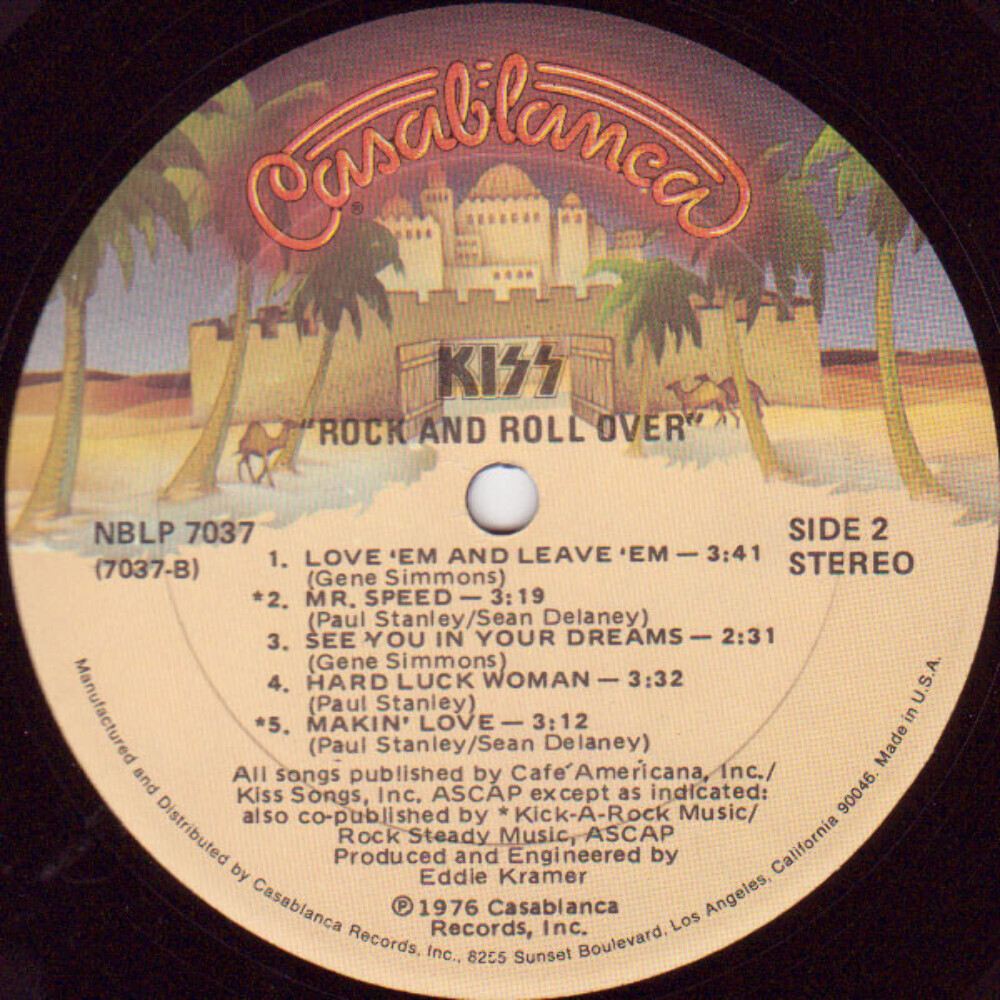 Casablanca
®
KISS
"ROCK AND ROLL OVER"
NBLP 7037
(7037-B)
SIDE 2
STEREO
1. LOVE 'EM AND LEAVE 'EM — 3:41
(Gene Simmons)
*2. MR. SPEED — 3:19
(Paul Stanley/Sean Delaney)
3. SEE YOU IN YOUR DREAMS — 2:31
(Gene Simmons)
4. HARD LUCK WOMAN — 3:32
(Paul Stanley)
*5. MAKIN' LOVE — 3:12
(Paul Stanley/Sean Delaney)
All songs published by Cafe´Americana, Inc./
Kiss Songs, Inc. ASCAP except as indicated:
also co-published by *Kick-A-Rock Music/
Rock Steady Music, ASCAP
Produced and Engineered by
Eddie Kramer
℗ 1976 Casablanca
Records, Inc.
Manufactured and Distributed by Casablanca Records, Inc., 8255 Sunset Boulevard, Los Angeles, California 90046. Made in U.S.A.